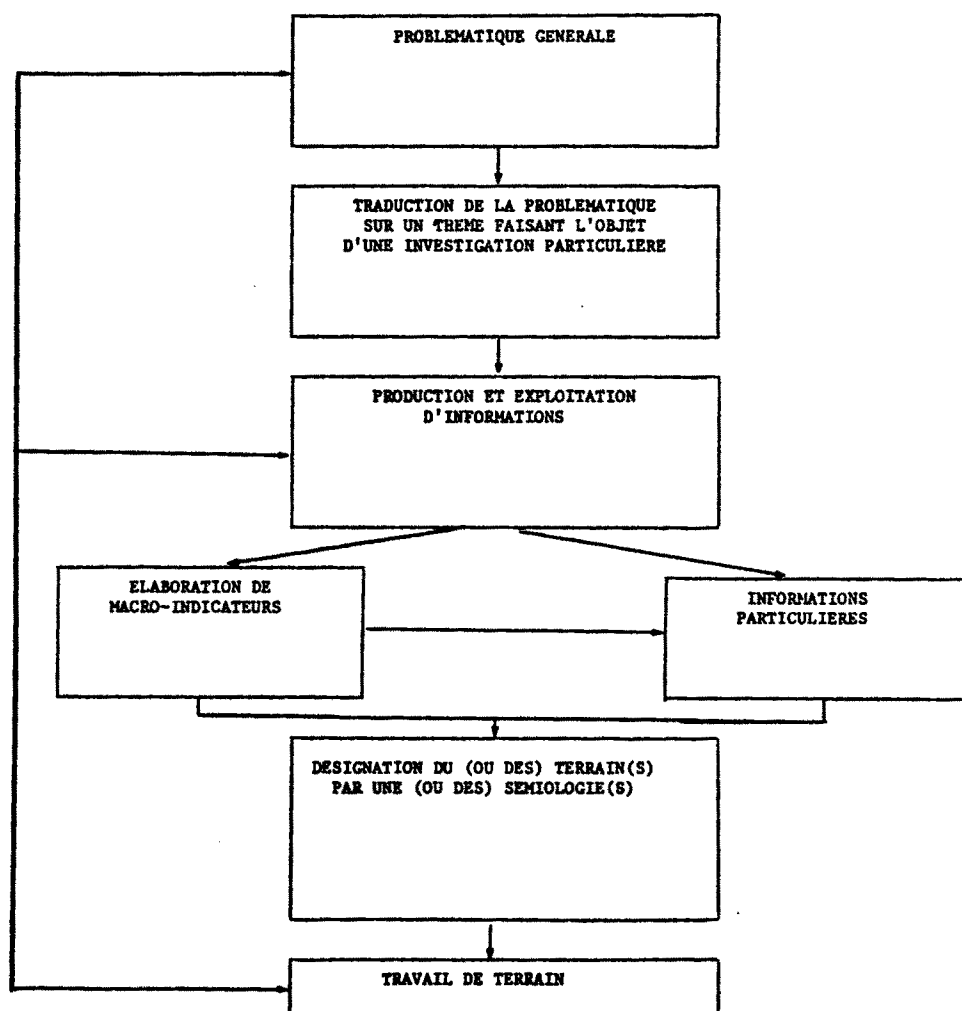 PROBLEMATIQUE GENERALE
TRADUCTION DE LA PROBLEMATIQUE
SUR UN THEME FAISANT L'OBJET
D'UNE INVESTIGATION PARTICULIERE
PRODUCTION ET EXPLOITATION
D'INFORMATIONS
ELABORATION DE
MACRO-INDICATEURS
INFORMATIONS
PARTICULIERES
DESIGNATION DU (OU DES) TERRAIN(S)
PAR UNE (OU DES) SEMIOLOGIE(S)
TRAVAIL DE TERRAIN